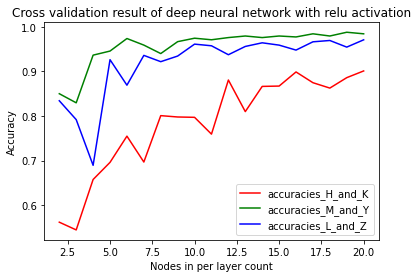 Cross validation result of deep neural network with relu activation
Accuracy
1.0
0.9
0.8
0.7
0.6
accuracies_H_and_K
accuracies_M_and_Y
accuracies_L_and_Z
2.5 5.0 7.5 10.0 12.5 15.0 17.5 20.0
Nodes in per layer count